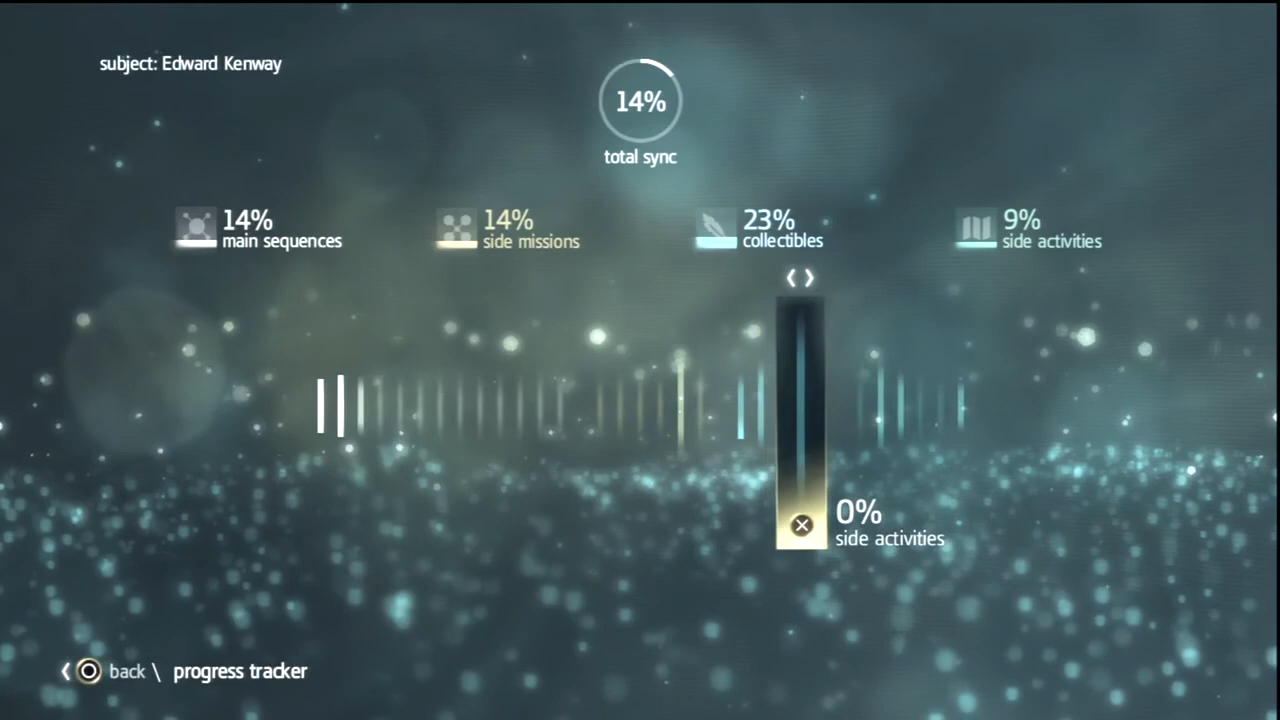 subject: Edward Kenway
14%
total sync
14%
main sequences
14%
side missions
23%
collectibles
9%
side activities
0%
side activities
back \ progress tracker